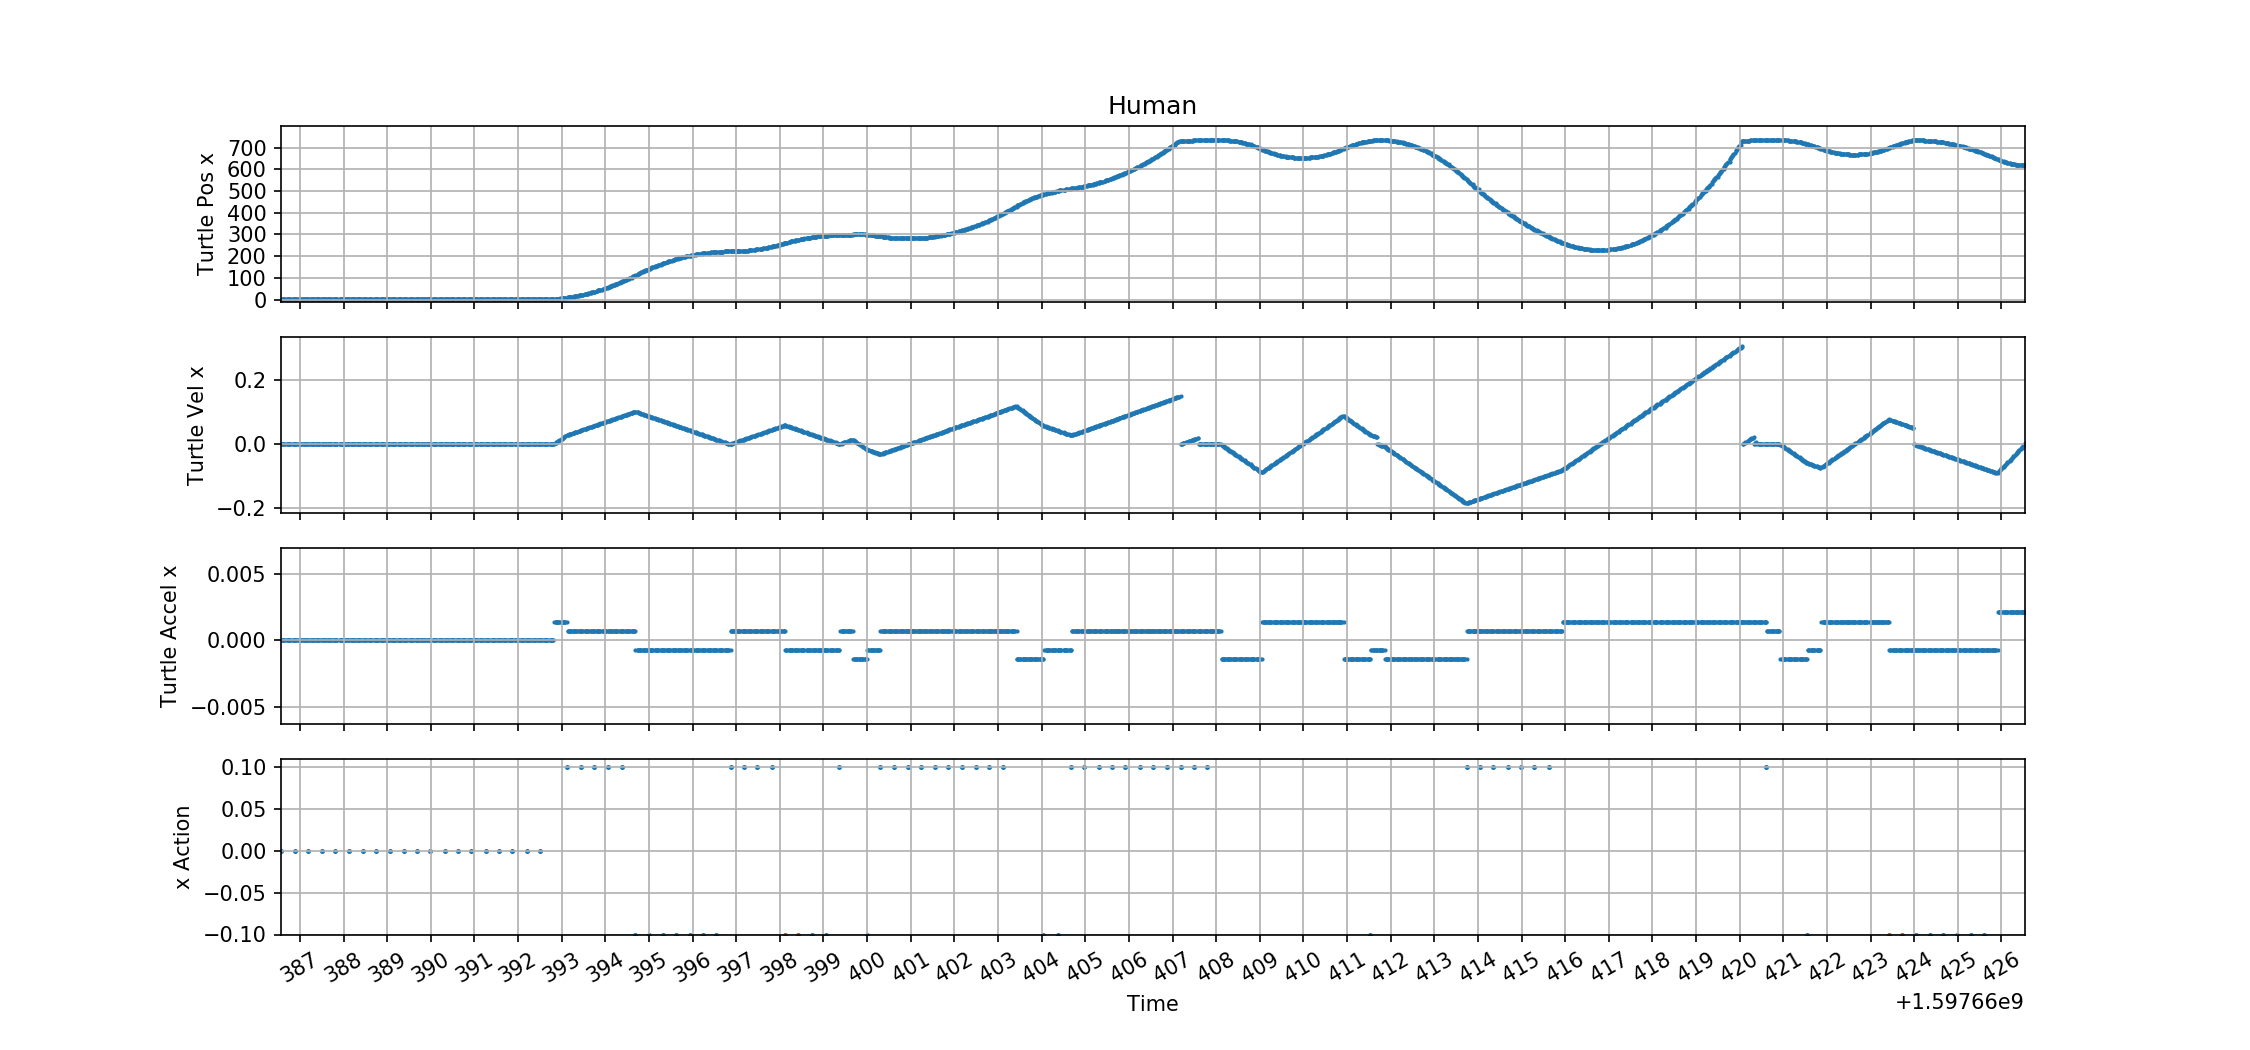 Human
Turtle Pos x
700
600
500
400
300
200
100
0
Turtle Vel x
0.2
0.0
−0.2
Turtle Accel x
0.005
0.000
−0.005
x Action
0.10
0.05
0.00
−0.05
−0.10
387 388 389 390 391 392 393 394 395 396 397 398 399 400 401 402 403 404 405 406 407 408 409 410 411 412 413 414 415 416 417 418 419 420 421 422 423 424 425 426
Time
+1.59766e9